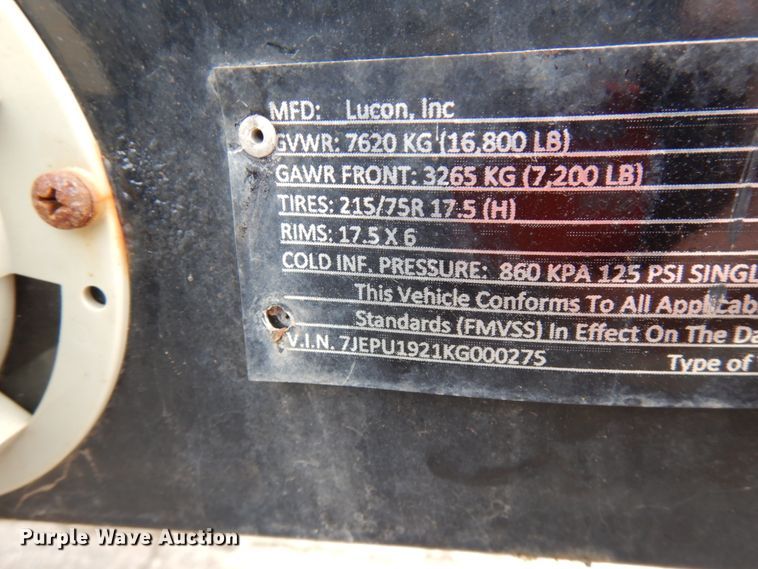 MFD: Lucon, Inc
GVWR: 7620 KG (16,800 LB)
GAWR FRONT: 3265 KG (7,200 LB)
TIRES: 215/75R 17.5 (H)
RIMS: 17.5 X 6
COLD INF. PRESSURE: 860 KPA 125 PSI SINGL
This Vehicle Conforms To All Applicab
Standards (FMVSS) In Effect On The Da
V.I.N. 7JEPU1921KG000275 Type of
Purple Wave Auction